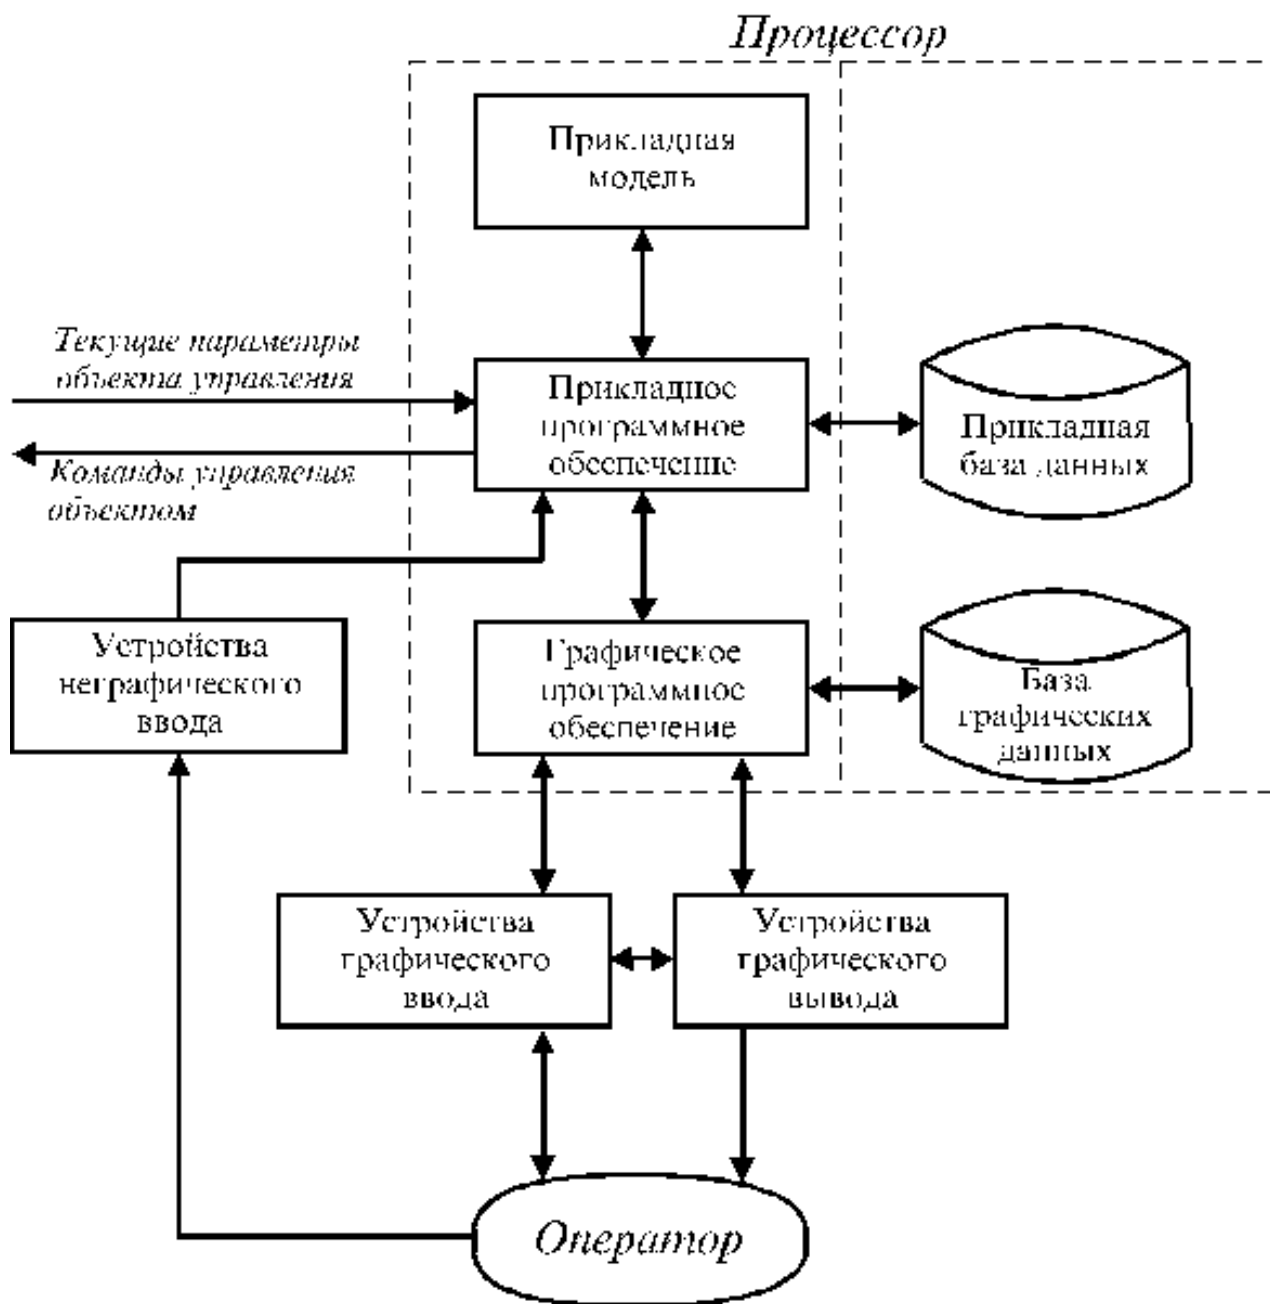 Процессор
Прикладная
модель
Текущие параметры
объекта управления
Прикладное
программное
обеспечение
Прикладная
база данных
Команды управления
объектом
Устройства
неграфического
ввода
Графическое
программное
обеспечение
База
графических
данных
Устройства
графического
ввода
Устройства
графического
вывода
Оператор